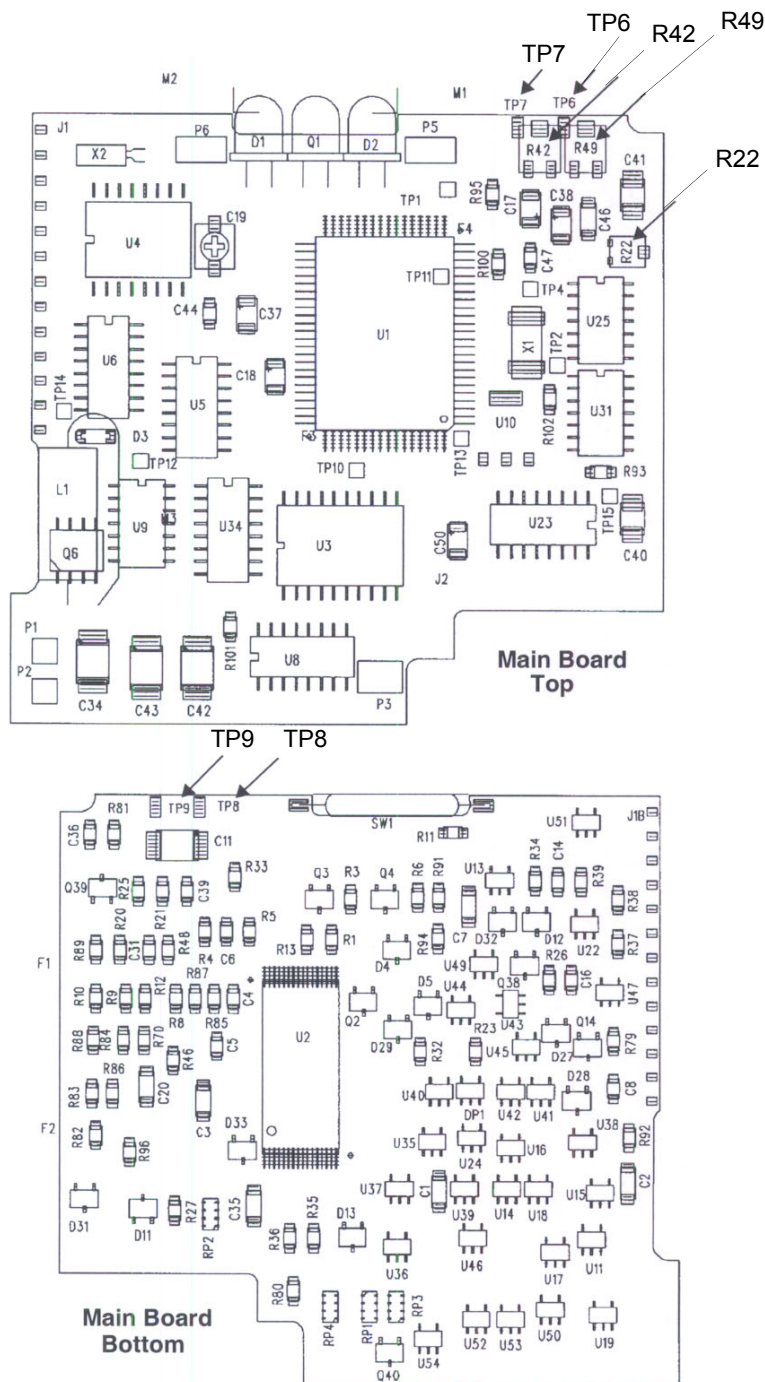 TP7 TP6 R42 R49
M2 M1 TP7 TP6
J1 X2 P6 D1 Q1 D2 P5 R42 R49 C41
R22
TP1 R95 C17 C38 C46 R22
U4 C19 F4 R100 C47
TP11 TP4
C44 C37 U1 X1 TP2 U25
U6 U5 C18
TP14 U10 R102 U31
D3 TP12 F3 TP10 TP13 R93
L1 U9 M3 U34 U3 C50 U23 TP15 C40
Q6 J2
P1 R101 U8
P2 P3
C34 C43 C42
Main Board
Top
TP9 TP8
C36 R81 TP9 TP8 SW1 U51 J1B
C11 R11
R33 Q3 R3 Q4 R6 R91 U13 R34 C14 R39
Q39 R25 R21 C39 R38
R20 R5 C7 D32 D12 U22
R89 C31 R48 R4 C6 R13 R1 D4 R94 R37
F1 R87 U49 R26 C16
R10 R9 R12 R8 R85 C4 U2 Q2 D5 U44 Q38 U43 U47
R88 R84 R70 R46 C5 D29 R32 R23 U45 D27 Q14 R79
R86
R83 C20 C3 U40 DP1 U42 U41 D28 C8
F2 R82 R96 D33 U35 U24 U16 U38 R92
D31 D11 R27 RP2 C35 R36 R35 D13 U37 C1 U39 U14 U18 U15 C2
U36 U46 U17 U11
R80
Main Board
Bottom
RP4 RP1 RP3 U54 U52 U53 U50 U19
Q40